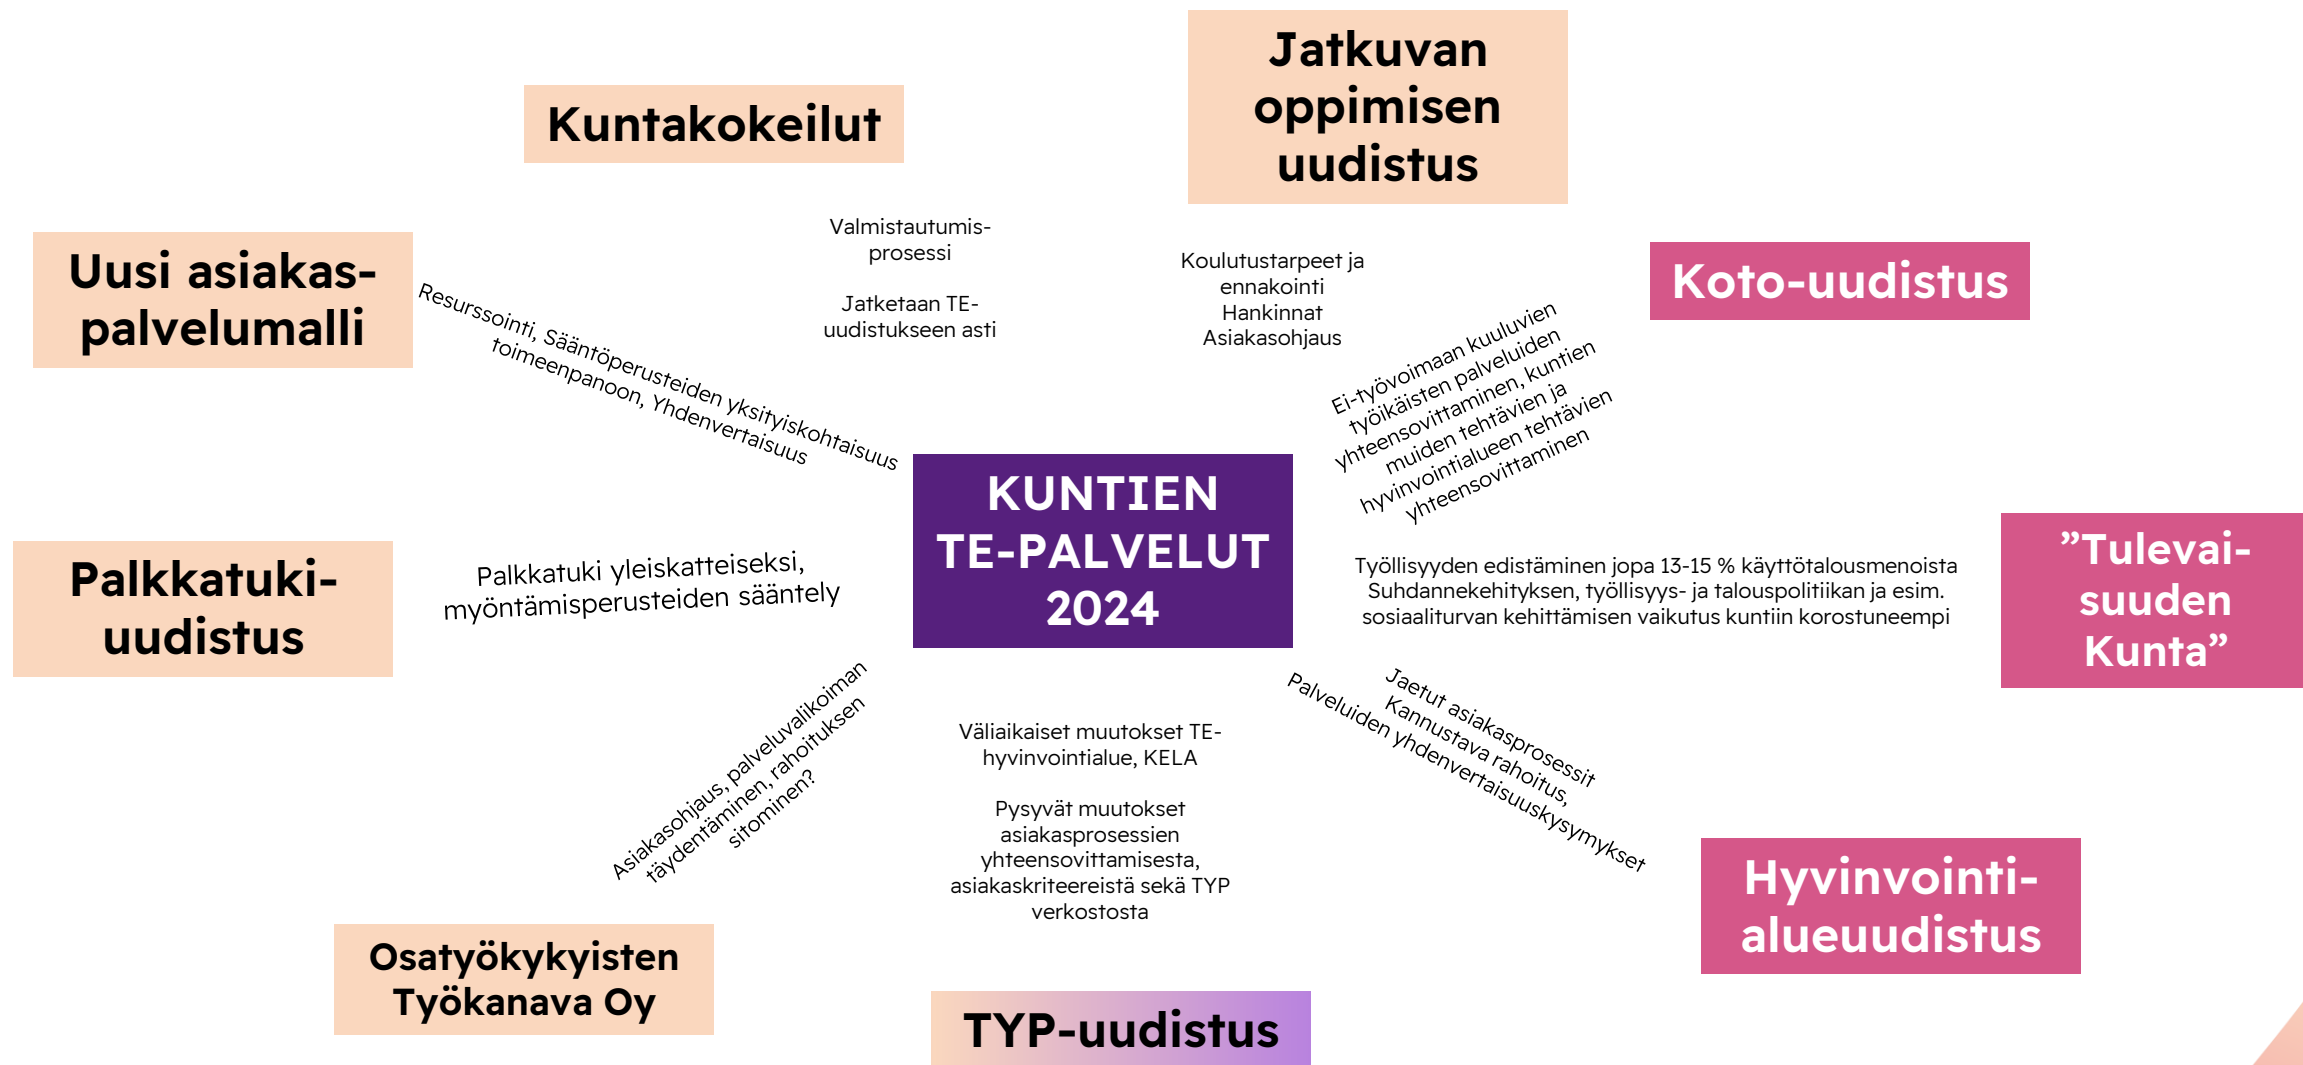 Jatkuvan
oppimisen
uudistus
Kuntakokeilut
Valmistautumis-
prosessi
Jatketaan TE-
uudistukseen asti
Koulutustarpeet ja
ennakointi
Hankinnat
Asiakasohjaus
Uusi asiakas-
palvelumalli
Resurssointi, Sääntöperusteiden yksityiskohtaisuus
toimeenpanoon, Yhdenvertaisuus
Koto-uudistus
Ei-työvoimaan kuuluvien
työikäisten palveluiden
yhteensovittaminen, kuntien
muiden tehtävien ja
hyvinvointialueen tehtävien
yhteensovittaminen
KUNTIEN
TE-PALVELUT
2024
Palkkatuki-
uudistus
Palkkatuki yleiskatteiseksi,
myöntämisperusteiden sääntely
Työllisyyden edistäminen jopa 13-15 % käyttötalousmenoista
Suhdannekehityksen, työllisyys- ja talouspolitiikan ja esim.
sosiaaliturvan kehittämisen vaikutus kuntiin korostuneempi
”Tulevai-
suuden
Kunta”
Asiakasohjaus, palveluvalikoiman
täydentäminen, rahoituksen
sitominen?
Väliaikaiset muutokset TE-
hyvinvointialue, KELA
Pysyvät muutokset
asiakasprosessien
yhteensovittamisesta,
asiakaskriteereistä sekä TYP
verkostosta
Jaetut asiakasprosessit
Kannustava rahoitus,
Palveluiden yhdenvertaisuuskysymykset
Hyvinvointi-
alueuudistus
Osatyökykyisten
Työkanava Oy
TYP-uudistus